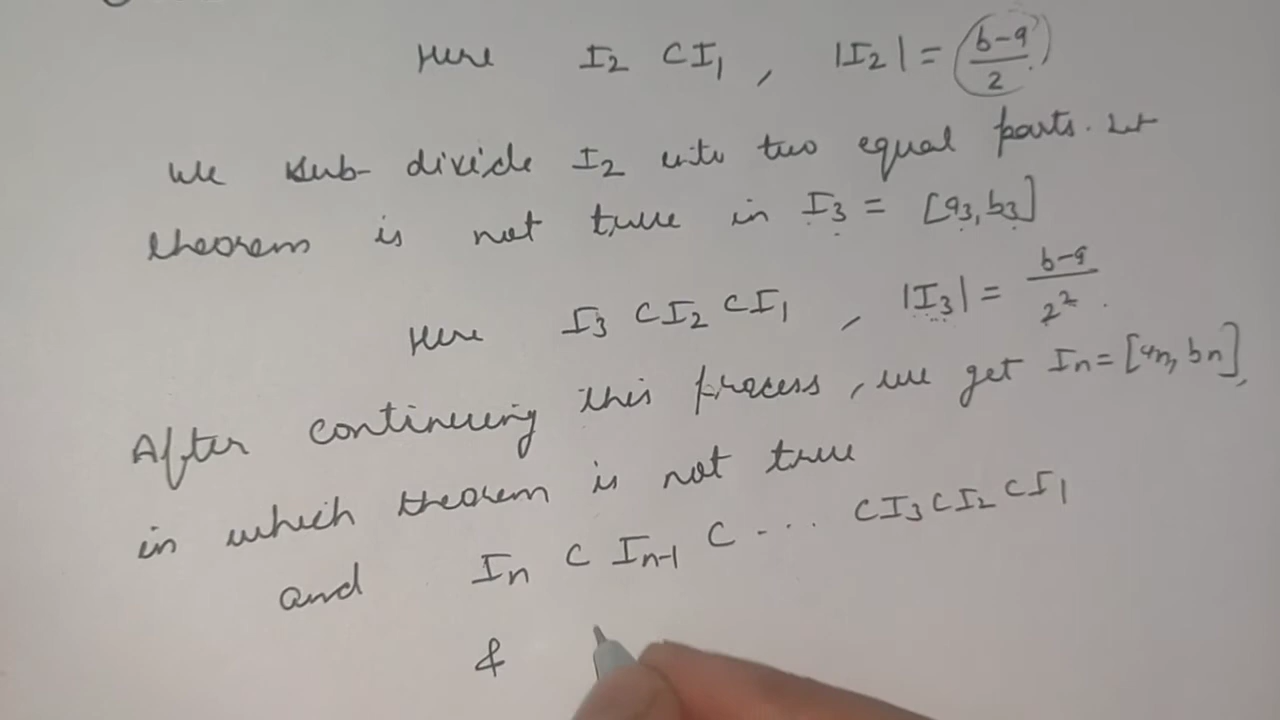 Here I₂ ⊂ I₁ , |I₂| = (b-a)/2
We sub-divide I₂ into two equal parts. Let
theorem is not true in I₃ = [a₃, b₃]
Here I₃ ⊂ I₂ ⊂ I₁ , |I₃| = (b-a)/2² .
After continuing this process, we get Iₙ = [aₙ, bₙ],
in which theorem is not true
and Iₙ ⊂ Iₙ₋₁ ⊂ ... ⊂ I₃ ⊂ I₂ ⊂ I₁
&